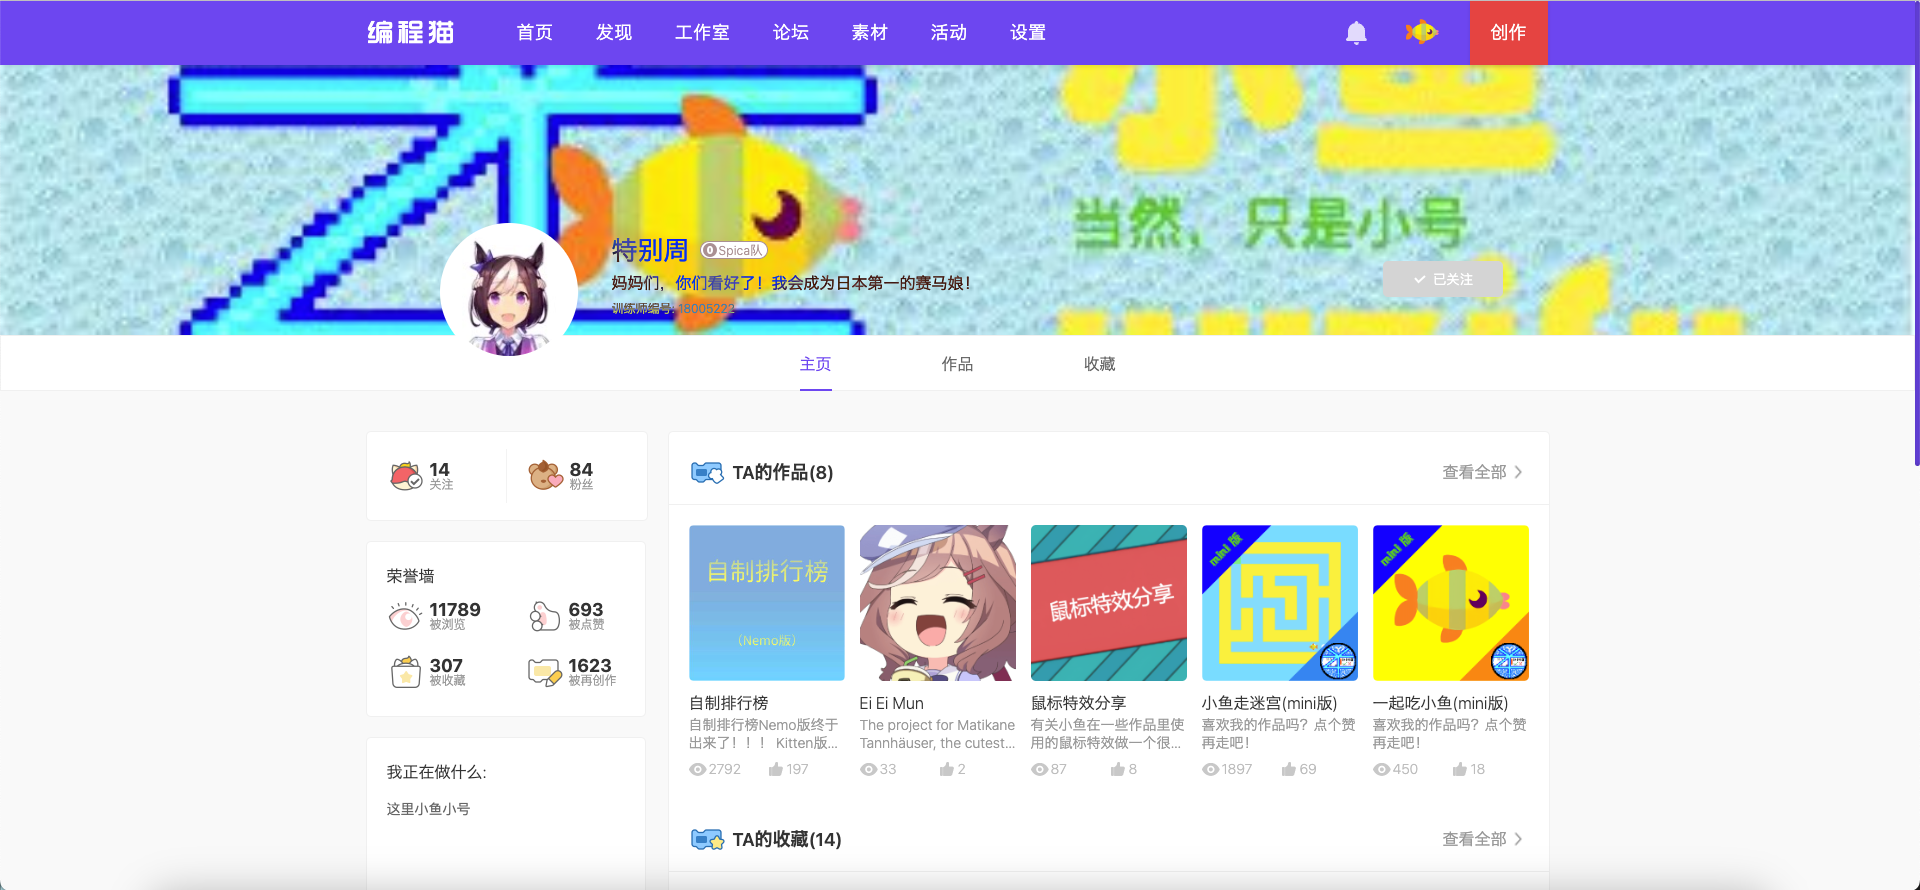 编程猫
首页
发现
工作室
论坛
素材
活动
设置
创作
小鱼
当然，只是小号
特别周
Spica队
妈妈们，你们看好了！我会成为日本第一的赛马娘！
训练师编号: 18005222
已关注
主页
作品
收藏
14
关注
84
粉丝
荣誉墙
11789
被浏览
693
被点赞
307
被收藏
1623
被再创作
我正在做什么:
这里小鱼小号
TA的作品(8)
查看全部
自制排行榜
（Nemo版）
自制排行榜
自制排行榜Nemo版终于
出来了！！！ Kitten版...
2792
197
Ei Ei Mun
The project for Matikane
Tannhäuser, the cutest...
33
2
鼠标特效分享
鼠标特效分享
有关小鱼在一些作品里使
用的鼠标特效做一个很...
87
8
mini 版
小鱼走迷宫(mini版)
喜欢我的作品吗？点个赞
再走吧！
1897
69
mini 版
一起吃小鱼(mini版)
喜欢我的作品吗？点个赞
再走吧！
450
18
TA的收藏(14)
查看全部